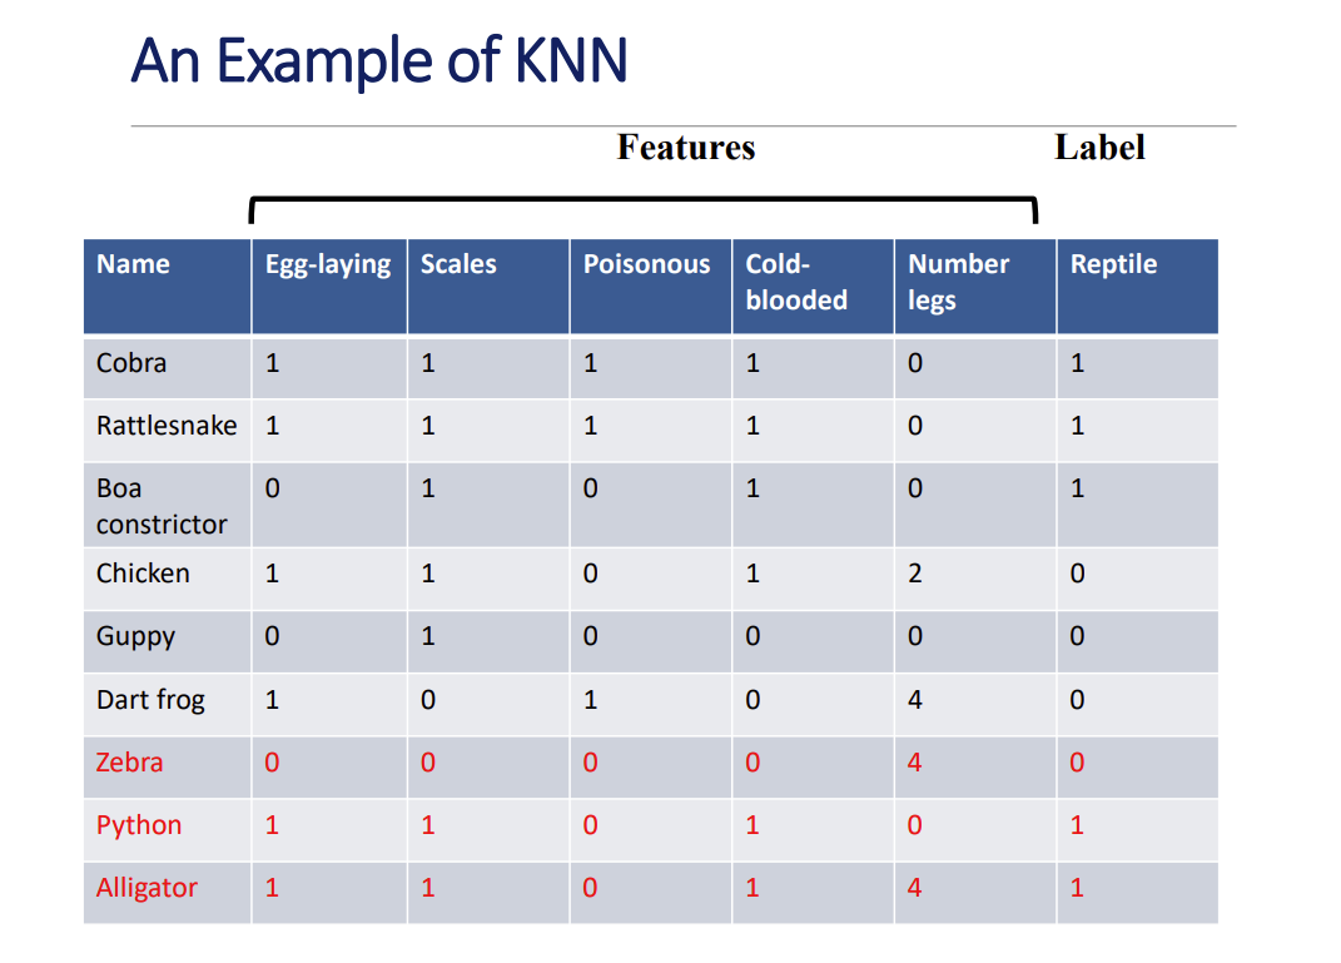 An Example of KNN
Features Label
Name Egg-laying Scales Poisonous Cold-blooded Number legs Reptile
Cobra 1 1 1 1 0 1
Rattlesnake 1 1 1 1 0 1
Boa constrictor 0 1 0 1 0 1
Chicken 1 1 0 1 2 0
Guppy 0 1 0 0 0 0
Dart frog 1 0 1 0 4 0
Zebra 0 0 0 0 4 0
Python 1 1 0 1 0 1
Alligator 1 1 0 1 4 1